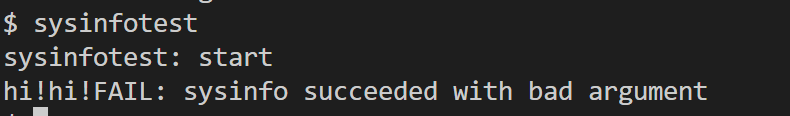 $ sysinfotest
sysinfotest: start
hi!hi!FAIL: sysinfo succeeded with bad argument